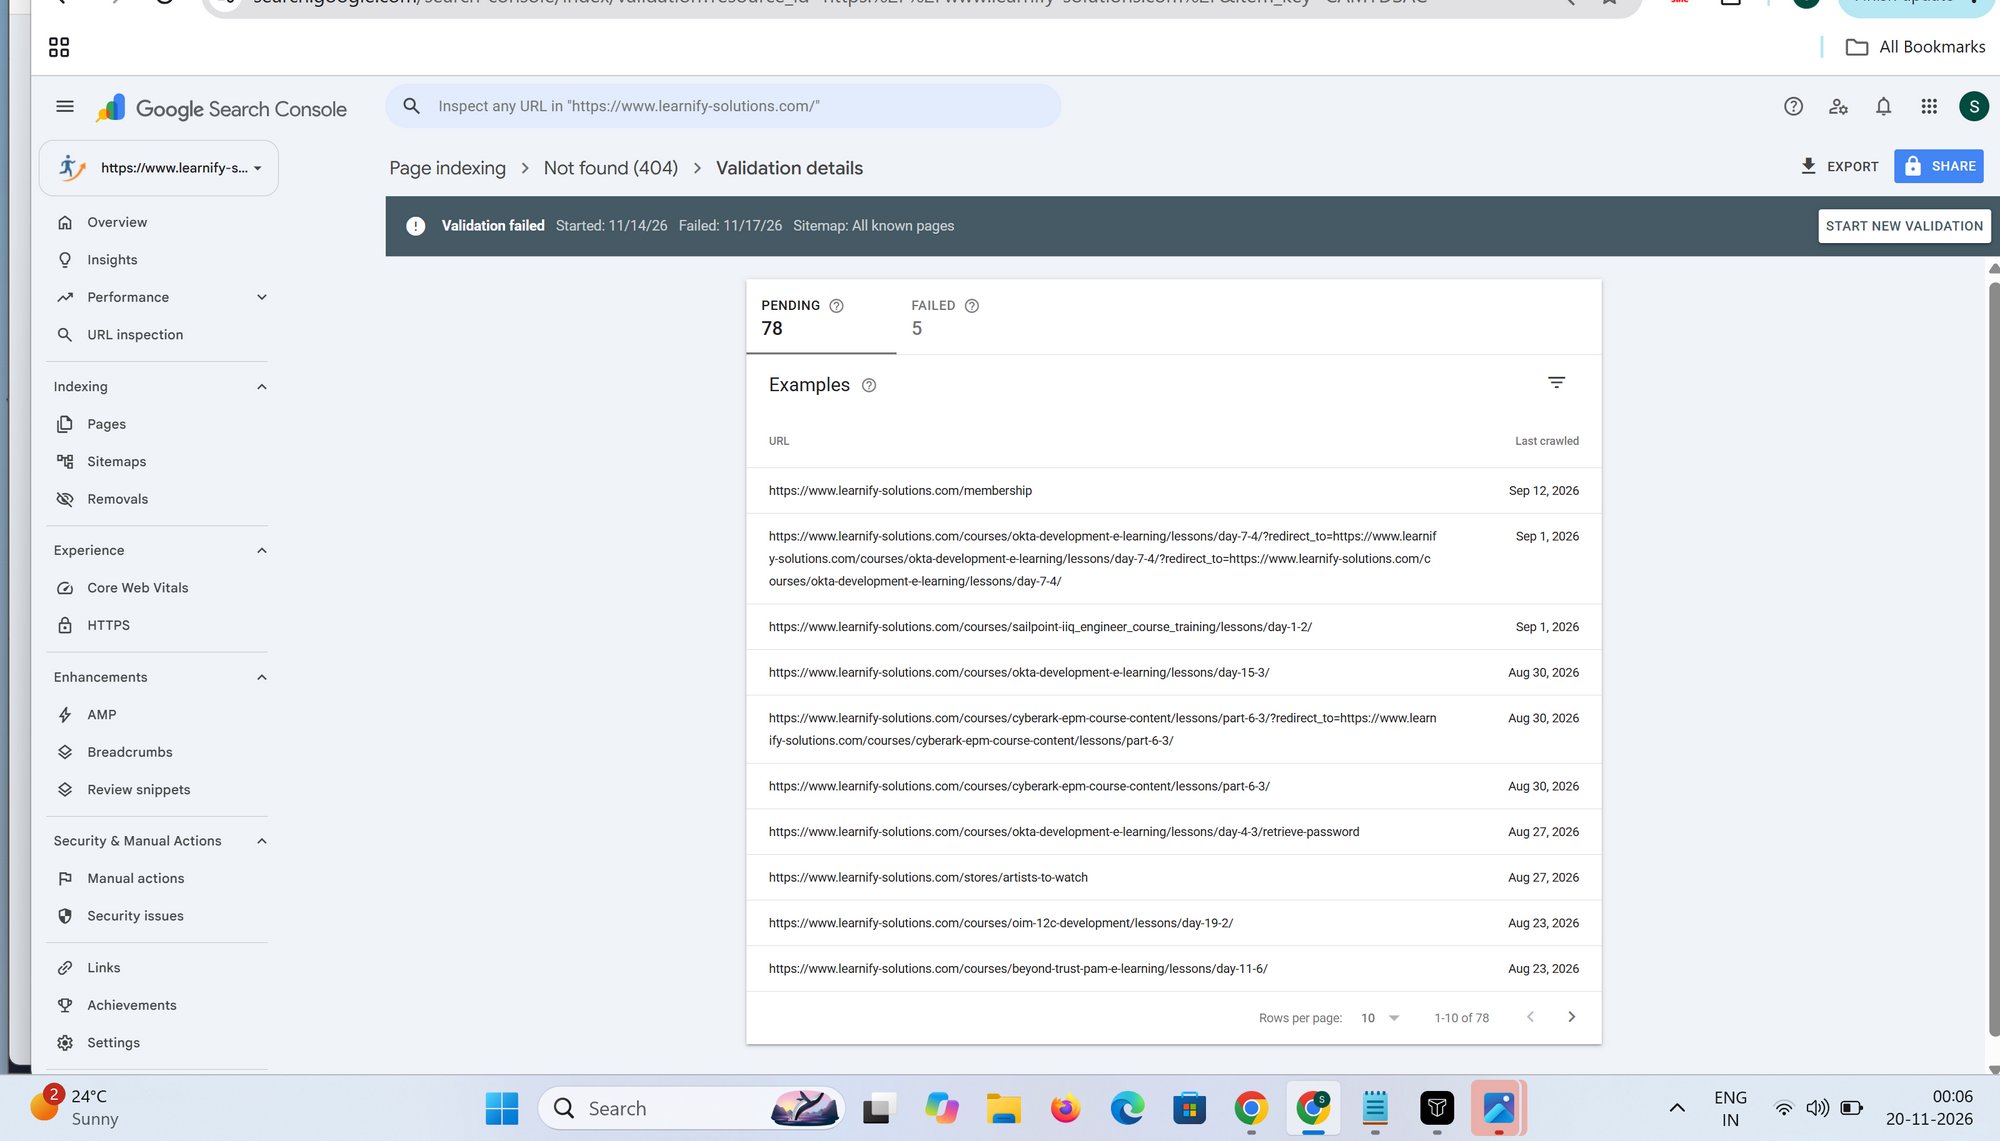 All Bookmarks
Google Search Console
Inspect any URL in "https://www.learnify-solutions.com/"
S
https://www.learnify-s...
Page indexing > Not found (404) > Validation details
EXPORT
SHARE
Validation failed Started: 11/14/26 Failed: 11/17/26 Sitemap: All known pages
START NEW VALIDATION
Overview
Insights
Performance
URL inspection
Indexing
Pages
Sitemaps
Removals
Experience
Core Web Vitals
HTTPS
Enhancements
AMP
Breadcrumbs
Review snippets
Security & Manual Actions
Manual actions
Security issues
Links
Achievements
Settings
PENDING
78
FAILED
5
Examples
URL Last crawled
https://www.learnify-solutions.com/membership Sep 12, 2026
https://www.learnify-solutions.com/courses/okta-development-e-learning/lessons/day-7-4/?redirect_to=https://www.learnif Sep 1, 2026
y-solutions.com/courses/okta-development-e-learning/lessons/day-7-4/?redirect_to=https://www.learnify-solutions.com/c
ourses/okta-development-e-learning/lessons/day-7-4/
https://www.learnify-solutions.com/courses/sailpoint-iiq_engineer_course_training/lessons/day-1-2/ Sep 1, 2026
https://www.learnify-solutions.com/courses/okta-development-e-learning/lessons/day-15-3/ Aug 30, 2026
https://www.learnify-solutions.com/courses/cyberark-epm-course-content/lessons/part-6-3/?redirect_to=https://www.learn Aug 30, 2026
ify-solutions.com/courses/cyberark-epm-course-content/lessons/part-6-3/
https://www.learnify-solutions.com/courses/cyberark-epm-course-content/lessons/part-6-3/ Aug 30, 2026
https://www.learnify-solutions.com/courses/okta-development-e-learning/lessons/day-4-3/retrieve-password Aug 27, 2026
https://www.learnify-solutions.com/stores/artists-to-watch Aug 27, 2026
https://www.learnify-solutions.com/courses/oim-12c-development/lessons/day-19-2/ Aug 23, 2026
https://www.learnify-solutions.com/courses/beyond-trust-pam-e-learning/lessons/day-11-6/ Aug 23, 2026
Rows per page: 10 1-10 of 78
2
24°C
Sunny
Search
S
ENG
IN
00:06
20-11-2026